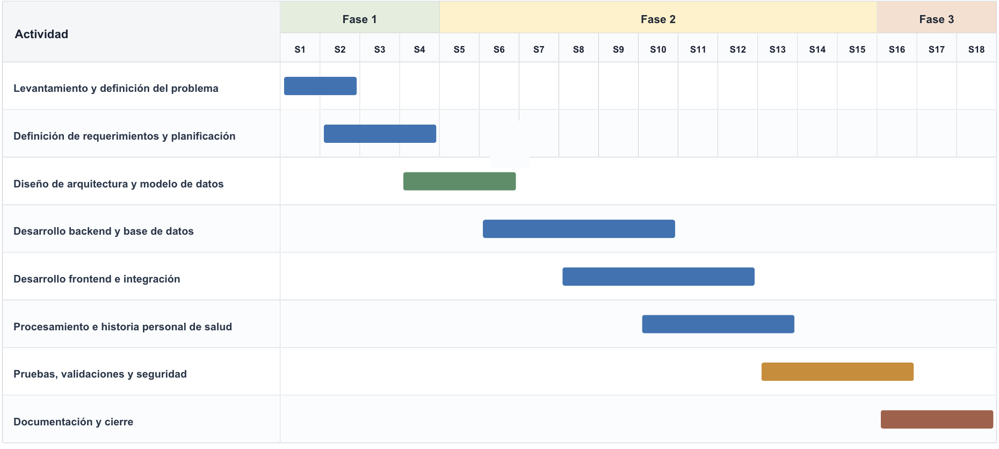 Actividad
Fase 1
Fase 2
Fase 3
S1 S2 S3 S4 S5 S6 S7 S8 S9 S10 S11 S12 S13 S14 S15 S16 S17 S18
Levantamiento y definición del problema
Definición de requerimientos y planificación
Diseño de arquitectura y modelo de datos
Desarrollo backend y base de datos
Desarrollo frontend e integración
Procesamiento e historia personal de salud
Pruebas, validaciones y seguridad
Documentación y cierre